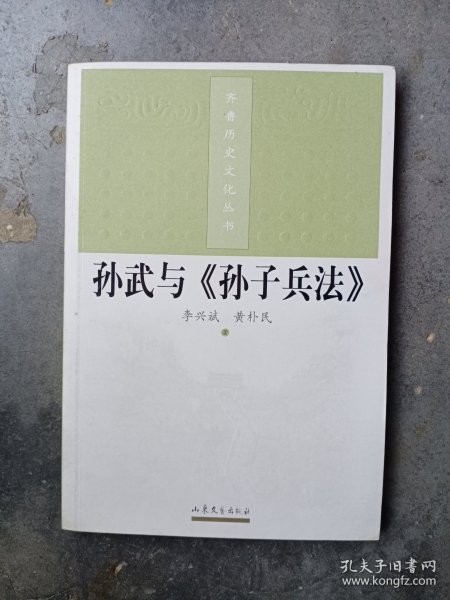 齐鲁历史文化丛书
孙武与《孙子兵法》
李兴斌 黄朴民
著
山东文艺出版社
孔夫子旧书网
www.kongfz.com